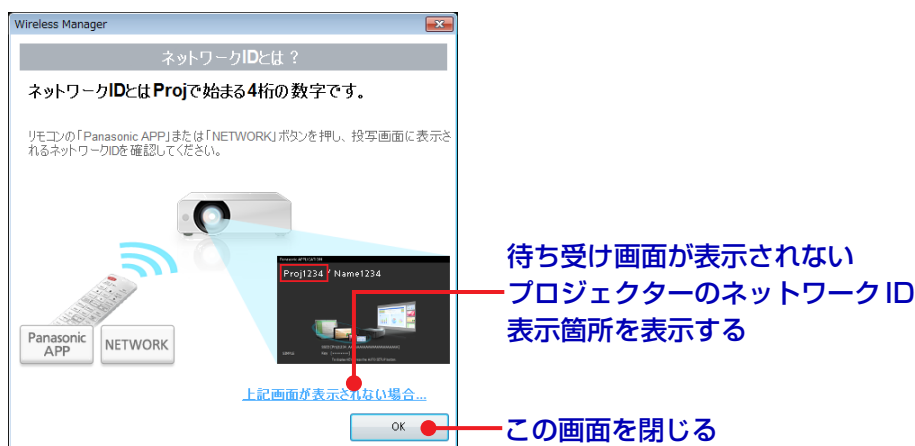 Wireless Manager
ネットワークIDとは？
ネットワークIDとはProjで始まる4桁の数字です。
リモコンの「Panasonic APP」または「NETWORK」ボタンを押し、投写画面に表示さ
れるネットワークIDを確認してください。
Panasonic APPLICATION
Proj1234 / Name1234
Panasonic
APP
NETWORK
上記画面が表示されない場合...
OK
待ち受け画面が表示されない
プロジェクターのネットワークID
表示箇所を表示する
この画面を閉じる